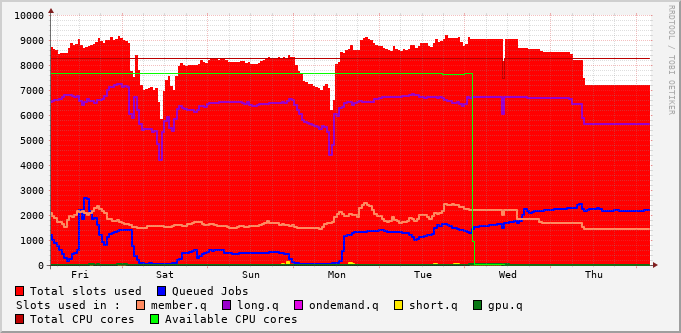 10000
9000
8000
7000
6000
5000
4000
3000
2000
1000
0
Fri Sat Sun Mon Tue Wed Thu
Total slots used Queued Jobs
Slots used in : member.q long.q ondemand.q short.q gpu.q
Total CPU cores Available CPU cores
RRDTOOL / TOBI OETIKER